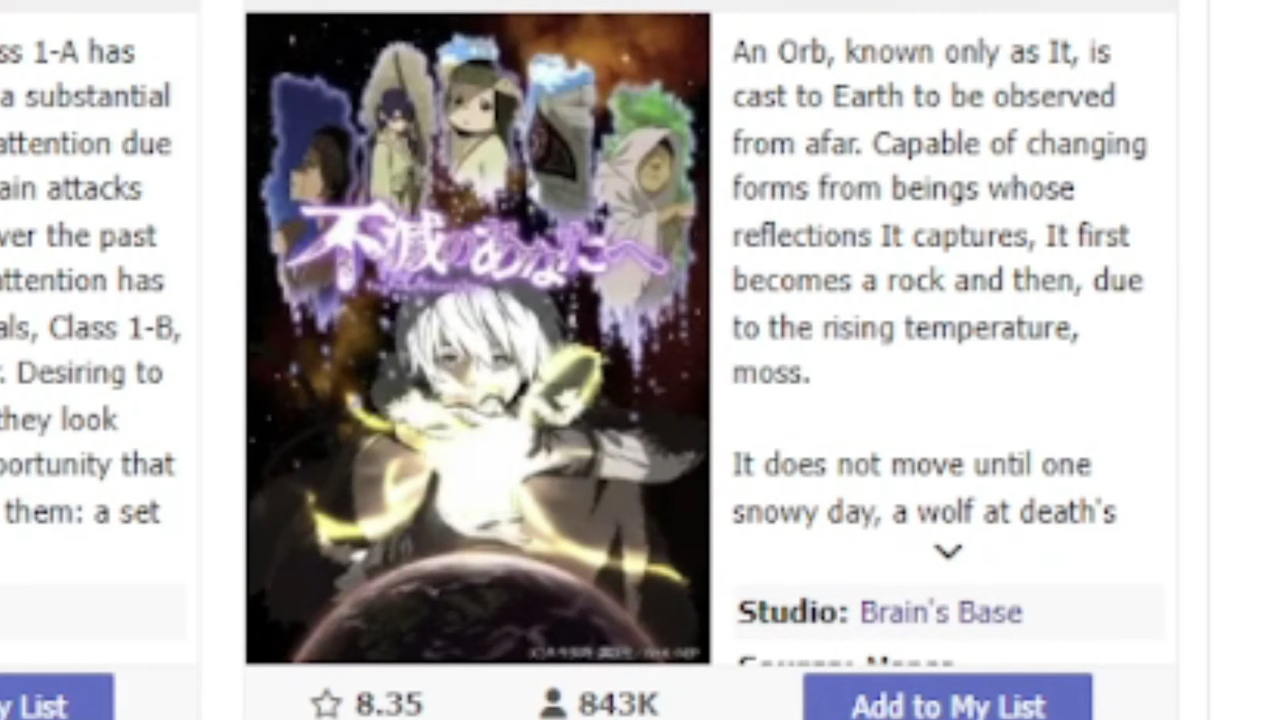 ss 1-A has
a substantial
attention due
ain attacks
ver the past
attention has
als, Class 1-B,
. Desiring to
they look
portunity that
them: a set
y List
不滅のあなたへ
8.35
843K
An Orb, known only as It, is
cast to Earth to be observed
from afar. Capable of changing
forms from beings whose
reflections It captures, It first
becomes a rock and then, due
to the rising temperature,
moss.
It does not move until one
snowy day, a wolf at death's
Studio: Brain's Base
Add to My List